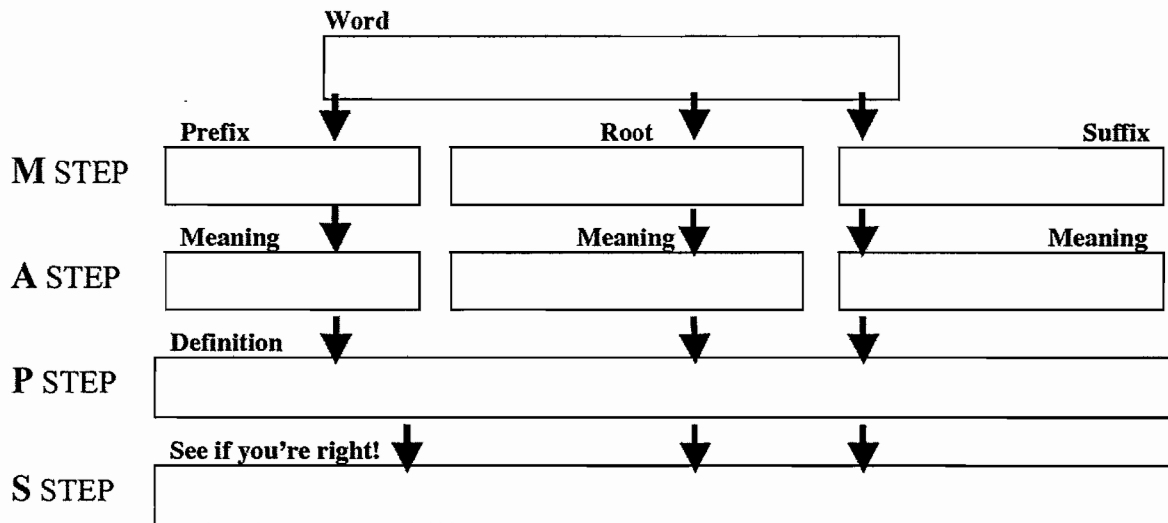 Word
Prefix Root Suffix
M STEP
Meaning Meaning Meaning
A STEP
Definition
P STEP
See if you're right!
S STEP